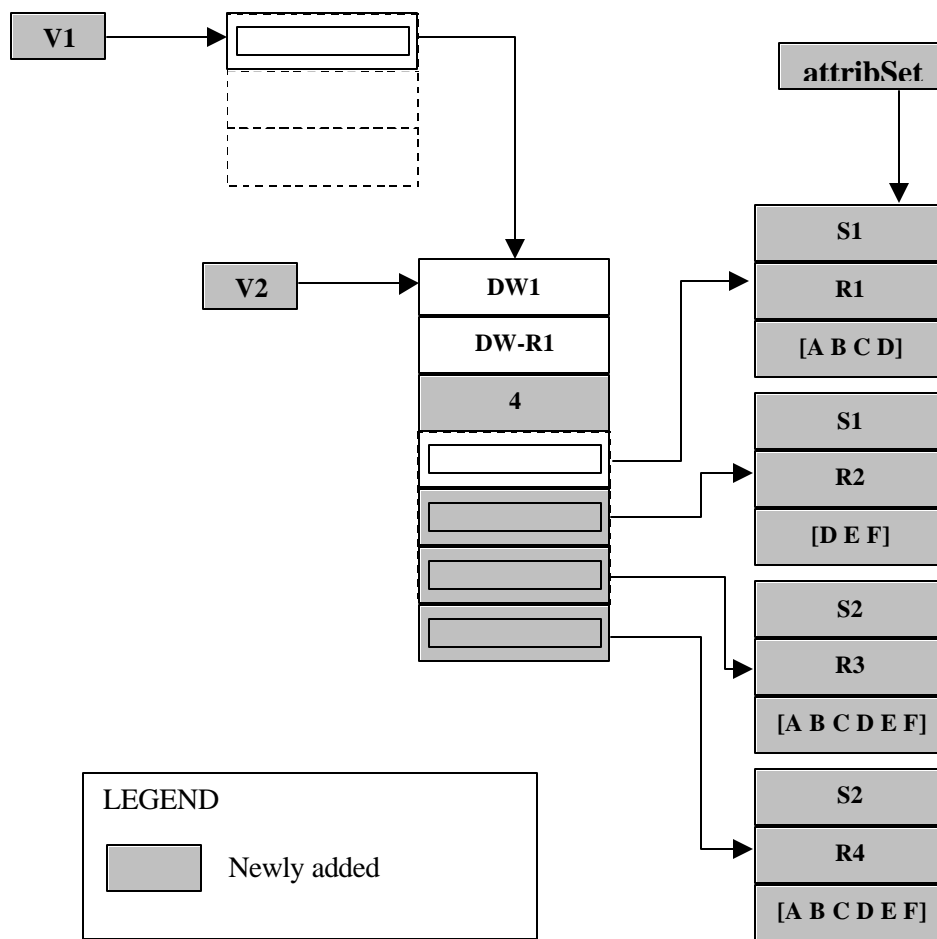 V1
attribSet
V2
DW1
DW-R1
4
S1
R1
[A B C D]
S1
R2
[D E F]
S2
R3
[A B C D E F]
S2
R4
[A B C D E F]
LEGEND
Newly added